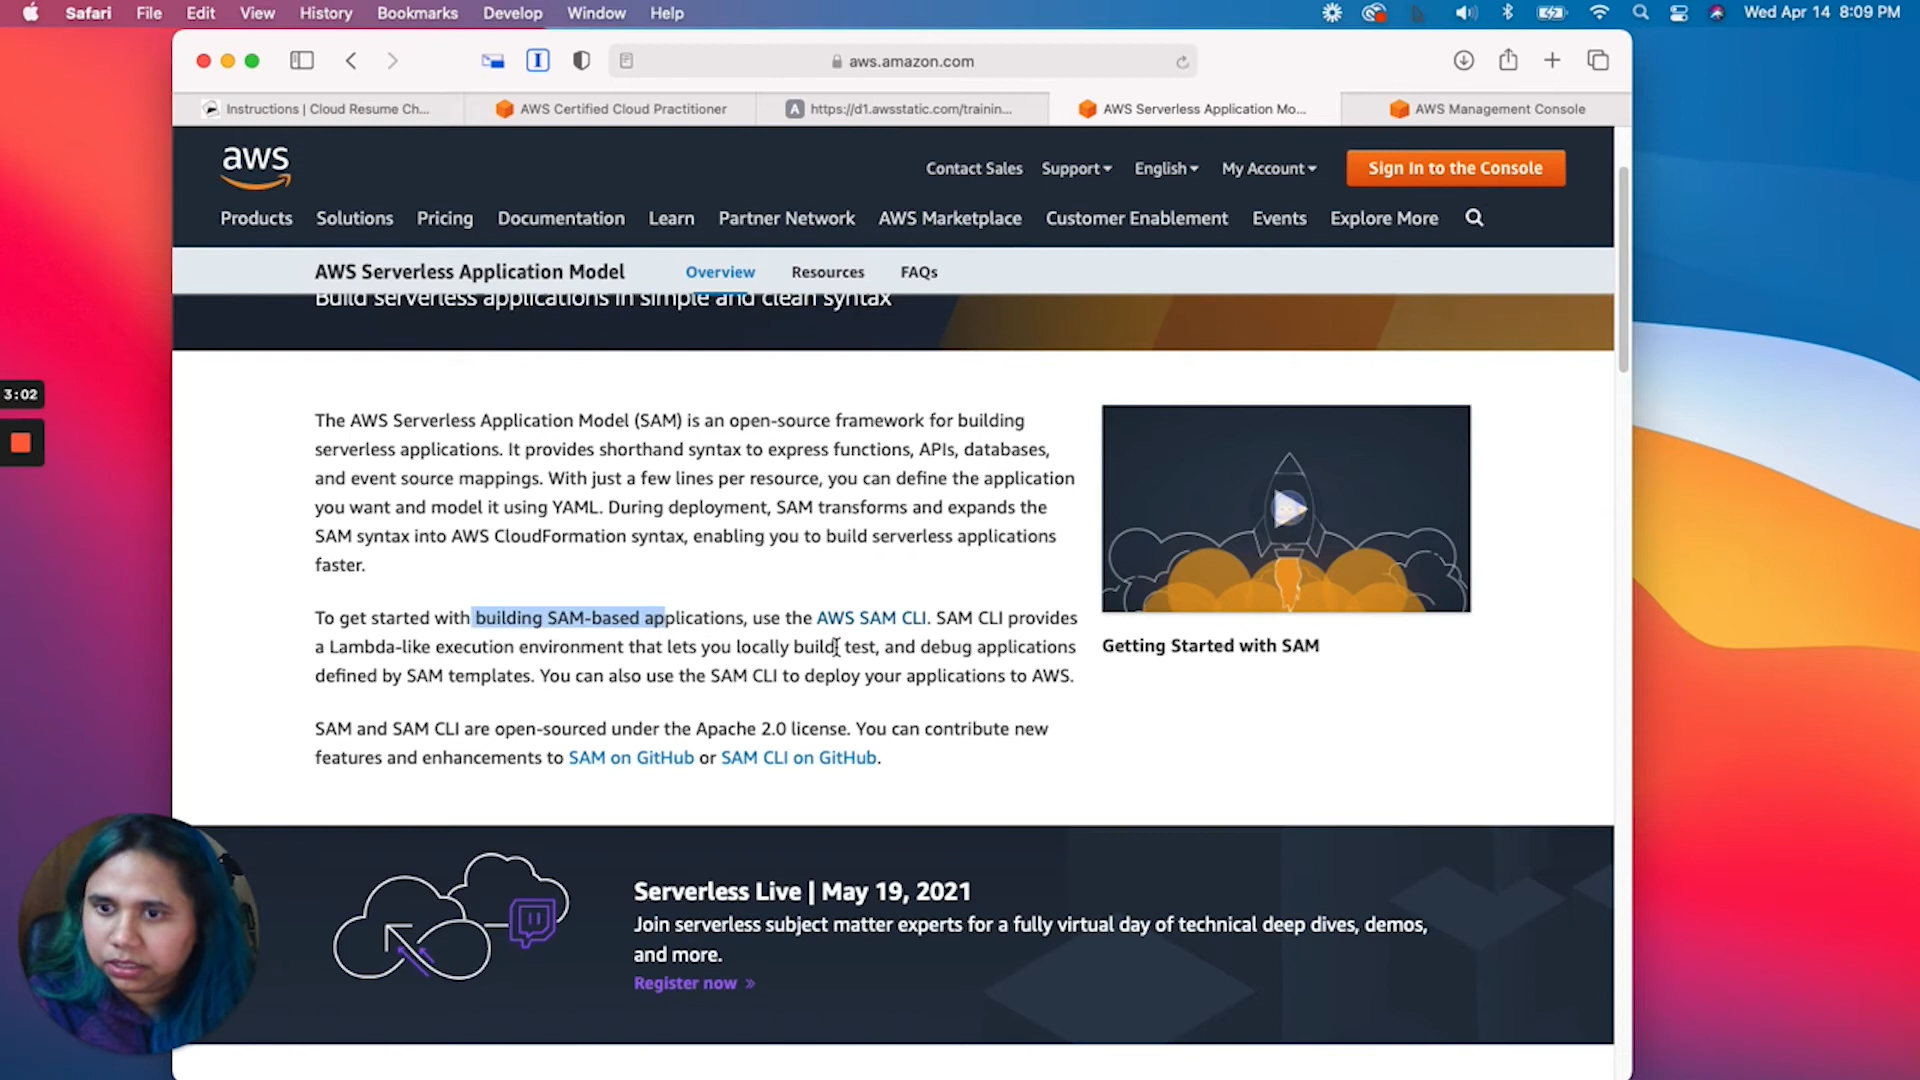 Safari File Edit View History Bookmarks Develop Window Help Wed Apr 14 8:09 PM
aws.amazon.com
Instructions | Cloud Resume Ch... AWS Certified Cloud Practitioner https://d1.awsstatic.com/trainin... AWS Serverless Application Mo... AWS Management Console
aws
Contact Sales Support English My Account Sign In to the Console
Products Solutions Pricing Documentation Learn Partner Network AWS Marketplace Customer Enablement Events Explore More
AWS Serverless Application Model Overview Resources FAQs
Build serverless applications in simple and clean syntax
3:02
The AWS Serverless Application Model (SAM) is an open-source framework for building
serverless applications. It provides shorthand syntax to express functions, APIs, databases,
and event source mappings. With just a few lines per resource, you can define the application
you want and model it using YAML. During deployment, SAM transforms and expands the
SAM syntax into AWS CloudFormation syntax, enabling you to build serverless applications
faster.
To get started with building SAM-based applications, use the AWS SAM CLI. SAM CLI provides
a Lambda-like execution environment that lets you locally build, test, and debug applications
defined by SAM templates. You can also use the SAM CLI to deploy your applications to AWS.
Getting Started with SAM
SAM and SAM CLI are open-sourced under the Apache 2.0 license. You can contribute new
features and enhancements to SAM on GitHub or SAM CLI on GitHub.
Serverless Live | May 19, 2021
Join serverless subject matter experts for a fully virtual day of technical deep dives, demos,
and more.
Register now »